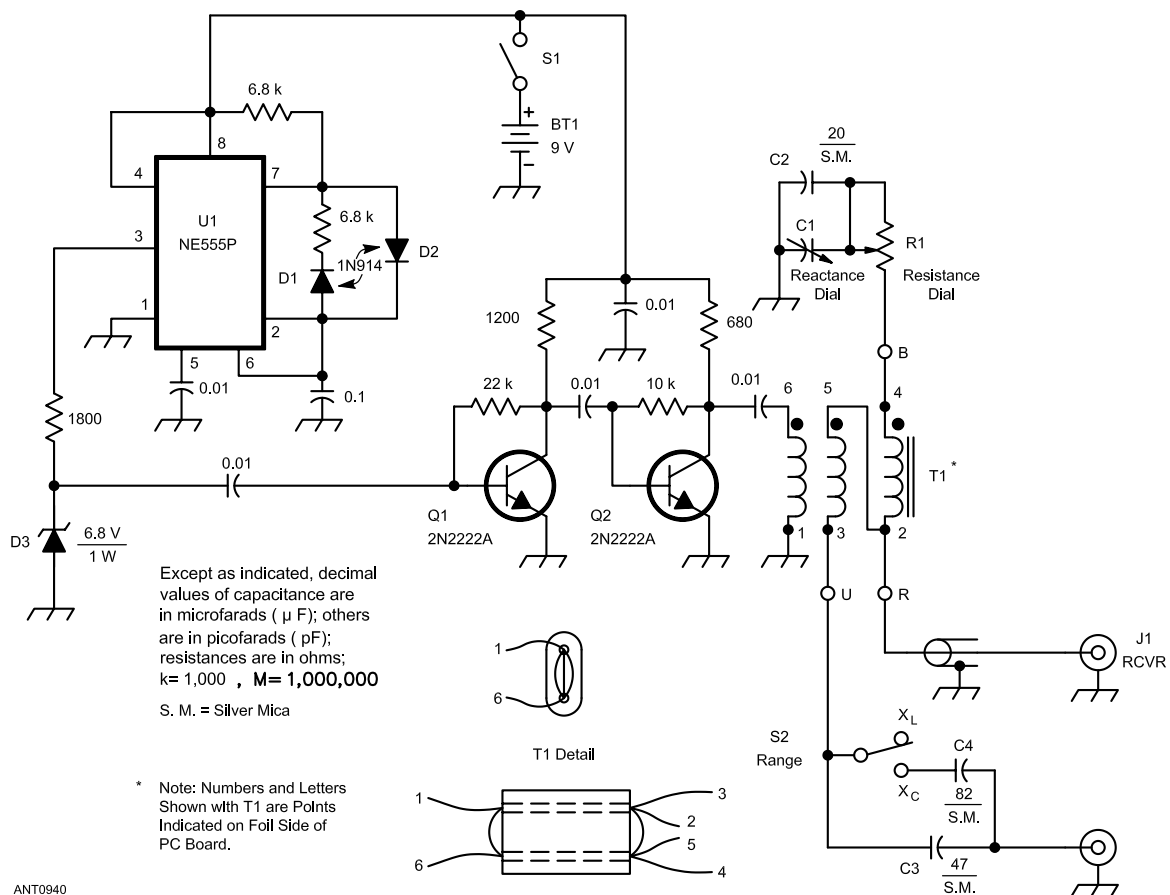 S1
6.8 k
+
BT1
9 V
–
8
4
7
U1
NE555P
6.8 k
3
1N914
D2
D1
1
2
5
6
0.01
0.1
1800
20
S.M.
C2
C1
R1
Reactance
Dial
Resistance
Dial
1200
0.01
680
B
22 k
0.01
10 k
0.01
6
5
4
0.01
T1 *
Q1
2N2222A
Q2
2N2222A
1
3
2
D3
6.8 V
1 W
U
R
Except as indicated, decimal
values of capacitance are
in microfarads ( µ F); others
are in picofarads ( pF);
resistances are in ohms;
k= 1,000 , M= 1,000,000
S. M. = Silver Mica
1
6
J1
RCVR
T1 Detail
S2
Range
XL
XC
C4
82
S.M.
* Note: Numbers and Letters
Shown with T1 are Points
Indicated on Foil Side of
PC Board.
1
3
2
5
6
4
C3
47
S.M.
ANT0940